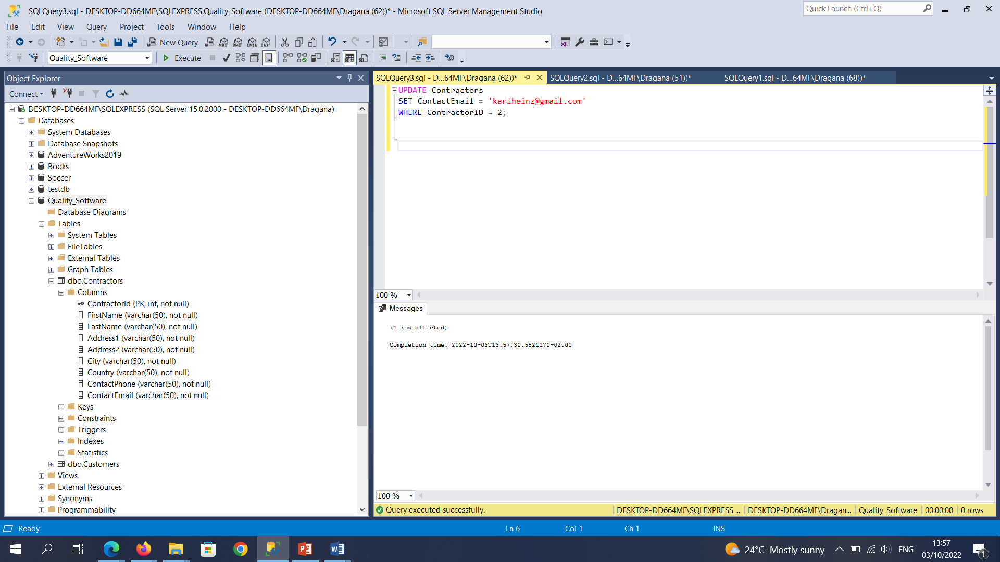 SQLQuery3.sql - DESKTOP-DD664MF\SQLEXPRESS.Quality_Software (DESKTOP-DD664MF\Dragana (62))* - Microsoft SQL Server Management Studio
Quick Launch (Ctrl+Q)
File Edit View Query Project Tools Window Help
New Query MDX DMX XMLA DAX
Quality_Software Execute
Object Explorer
Connect
DESKTOP-DD664MF\SQLEXPRESS (SQL Server 15.0.2000 - DESKTOP-DD664MF\Dragana)
Databases
System Databases
Database Snapshots
AdventureWorks2019
Books
Soccer
testdb
Quality_Software
Database Diagrams
Tables
System Tables
FileTables
External Tables
Graph Tables
dbo.Contractors
Columns
ContractorId (PK, int, not null)
FirstName (varchar(50), not null)
LastName (varchar(50), not null)
Address1 (varchar(50), not null)
Address2 (varchar(50), not null)
City (varchar(50), not null)
Country (varchar(50), not null)
ContactPhone (varchar(50), not null)
ContactEmail (varchar(50), not null)
Keys
Constraints
Triggers
Indexes
Statistics
dbo.Customers
Views
External Resources
Synonyms
Programmability
SQLQuery3.sql - D...64MF\Dragana (62))* SQLQuery2.sql - D...64MF\Dragana (51))* SQLQuery1.sql - D...64MF\Dragana (68))*
UPDATE Contractors
SET ContactEmail = 'karlheinz@gmail.com'
WHERE ContractorID = 2;
100 %
Messages
(1 row affected)
Completion time: 2022-10-03T13:57:30.5821170+02:00
100 %
Query executed successfully. DESKTOP-DD664MF\SQLEXPRESS ... DESKTOP-DD664MF\Dragan... Quality_Software 00:00:00 0 rows
Ready Ln 6 Col 1 Ch 1 INS
24°C Mostly sunny ENG 13:57
03/10/2022 1